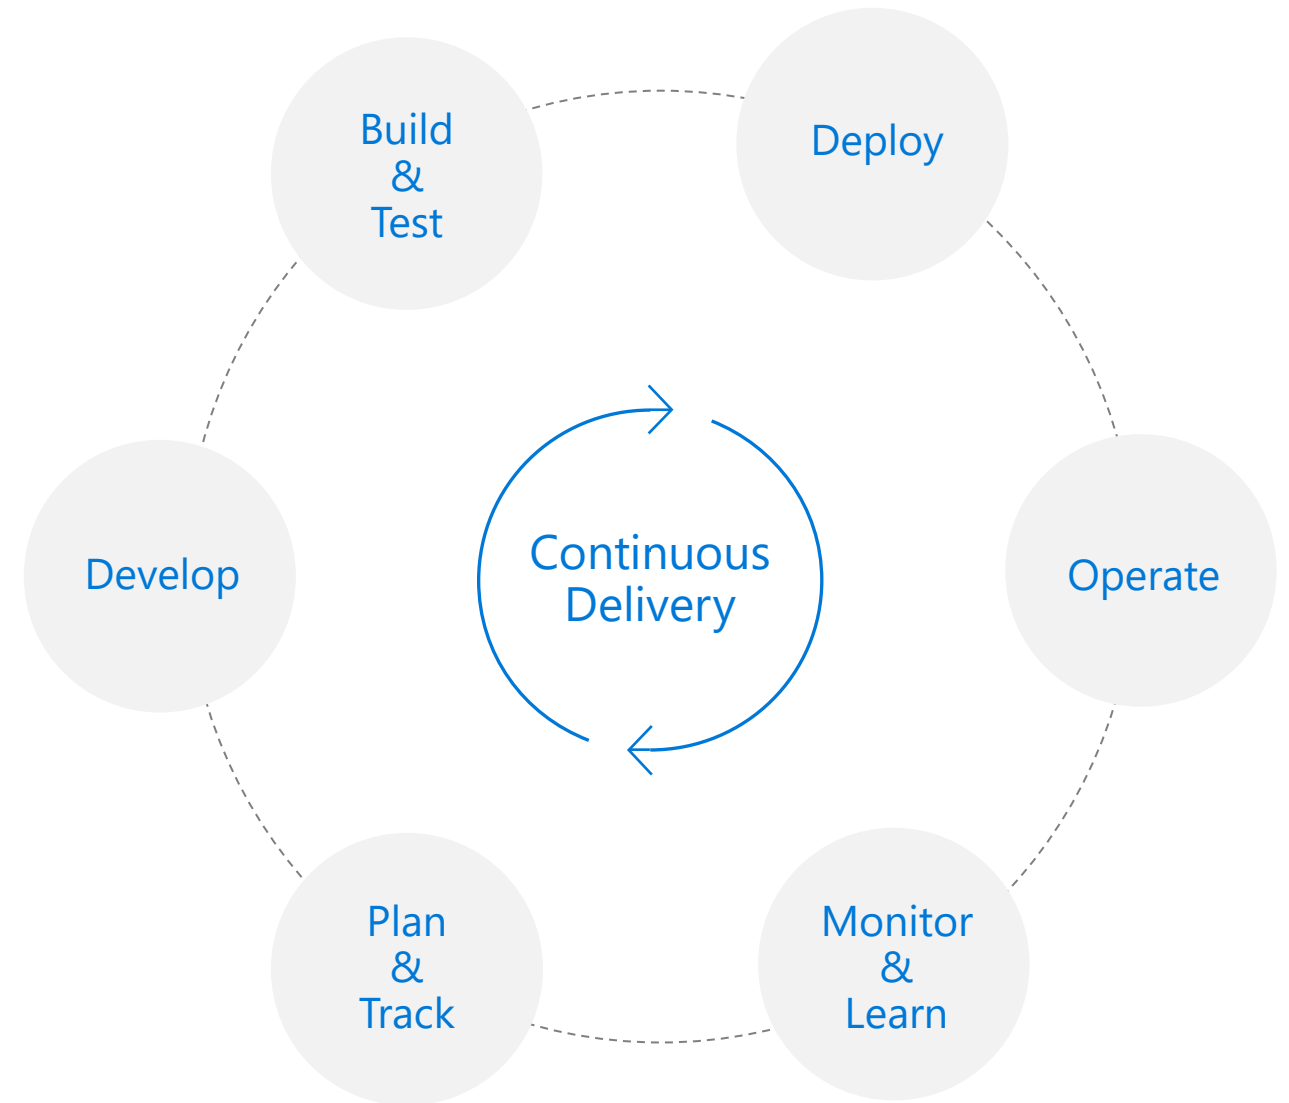 Build
&
Test
Deploy
Develop
Continuous
Delivery
Operate
Plan
&
Track
Monitor
&
Learn